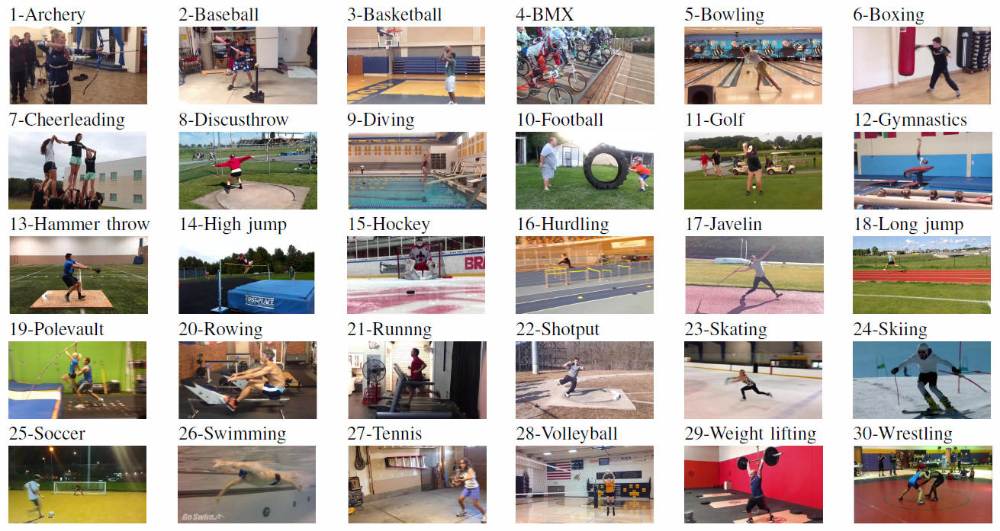 1-Archery
2-Baseball
3-Basketball
4-BMX
5-Bowling
6-Boxing
7-Cheerleading
8-Discusthrow
9-Diving
10-Football
11-Golf
12-Gymnastics
13-Hammer throw
14-High jump
15-Hockey
16-Hurdling
17-Javelin
18-Long jump
FIRST PLACE
BRA
19-Polevault
20-Rowing
21-Runnng
22-Shotput
23-Skating
24-Skiing
25-Soccer
26-Swimming
27-Tennis
28-Volleyball
29-Weight lifting
30-Wrestling
GoSwim